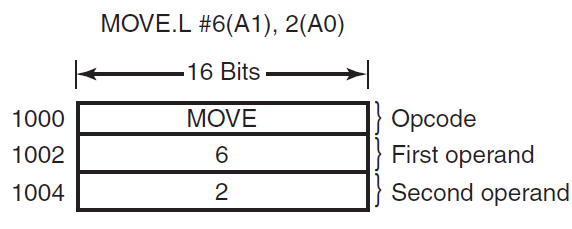 MOVE.L #6(A1), 2(A0)
16 Bits
1000 MOVE Opcode
1002 6 First operand
1004 2 Second operand